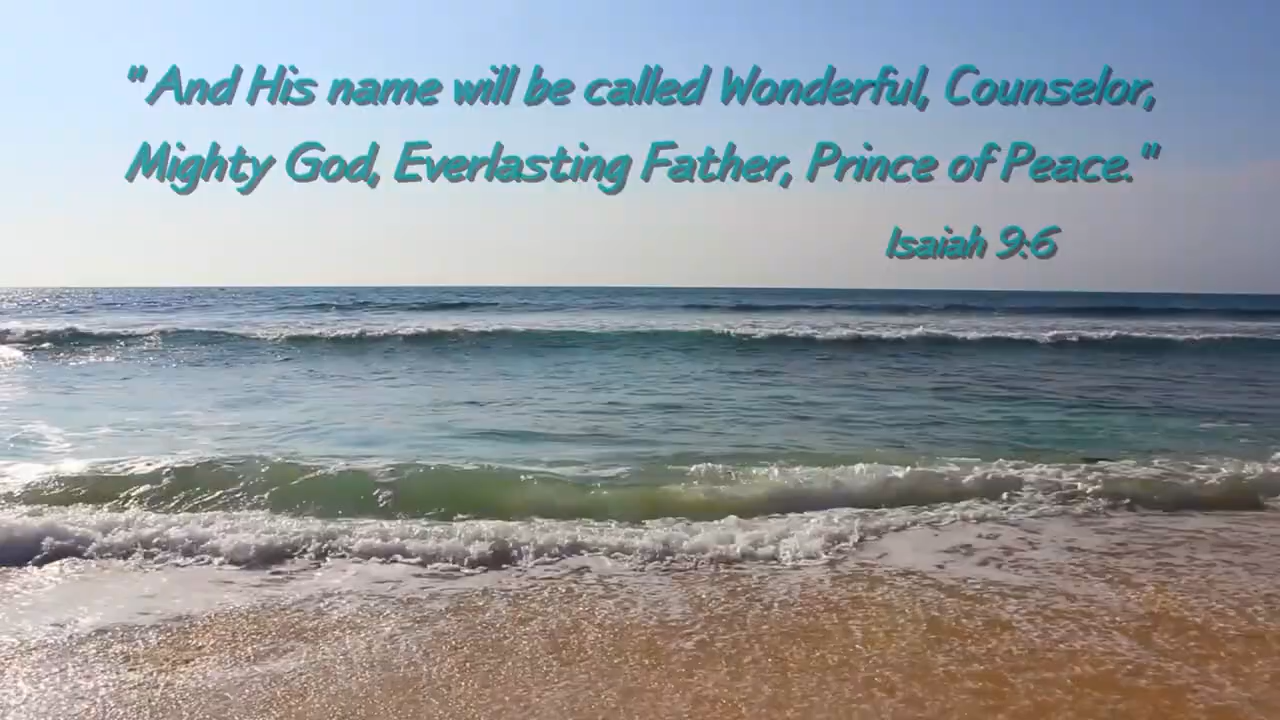 "And His name will be called Wonderful, Counselor,
Mighty God, Everlasting Father, Prince of Peace."
Isaiah 9:6